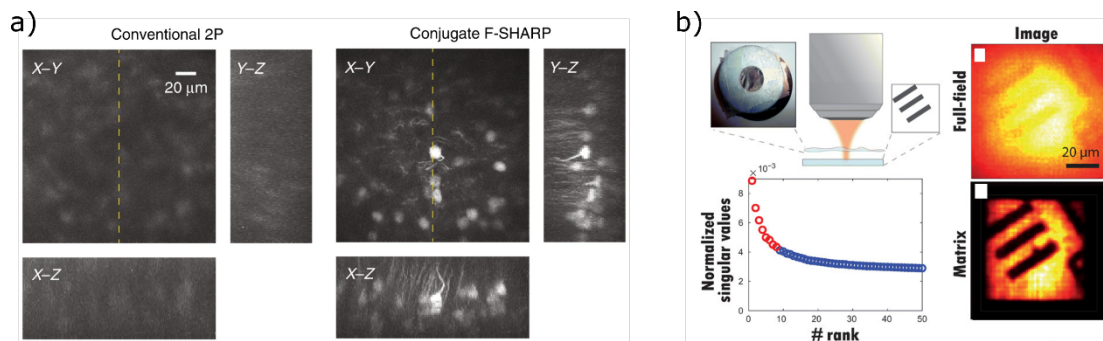 a)
Conventional 2P
X–Y
20 μm
Y–Z
X–Z
Conjugate F-SHARP
X–Y
Y–Z
X–Z
b)
Image
Full-field
20 μm
Matrix
× 10⁻³
8
6
4
2
0
Normalized
singular values
0 10 20 30 40 50
# rank